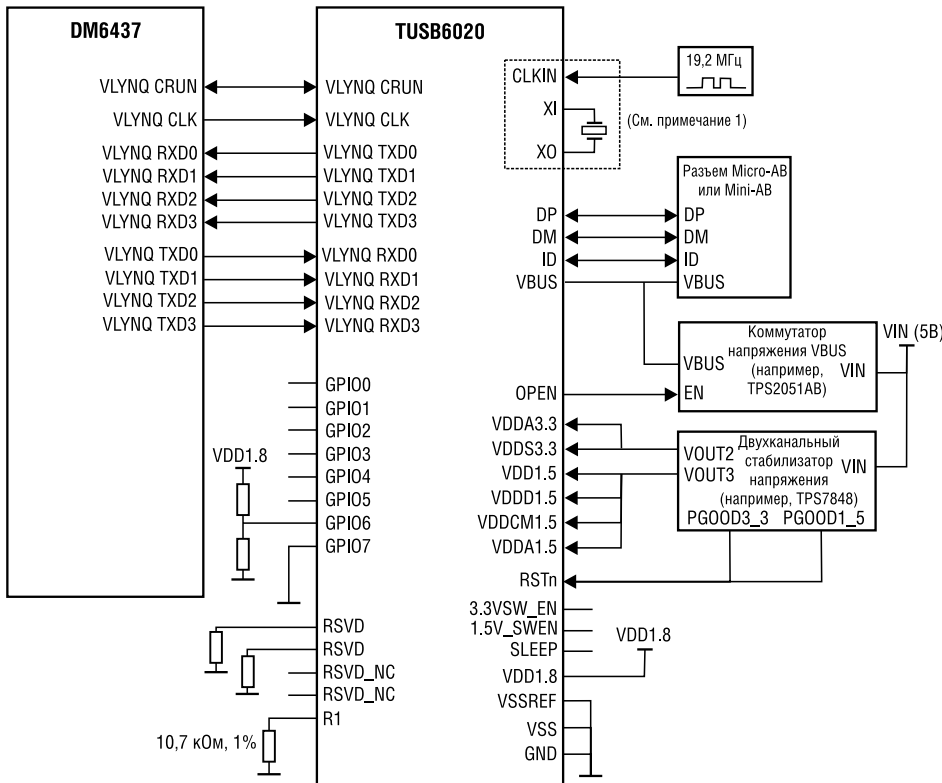 DM6437
VLYNQ CRUN
VLYNQ CLK
VLYNQ RXD0
VLYNQ RXD1
VLYNQ RXD2
VLYNQ RXD3
VLYNQ TXD0
VLYNQ TXD1
VLYNQ TXD2
VLYNQ TXD3
TUSB6020
VLYNQ CRUN
VLYNQ CLK
VLYNQ TXD0
VLYNQ TXD1
VLYNQ TXD2
VLYNQ TXD3
VLYNQ RXD0
VLYNQ RXD1
VLYNQ RXD2
VLYNQ RXD3
GPIO0
GPIO1
GPIO2
GPIO3
GPIO4
GPIO5
GPIO6
GPIO7
VDD1.8
RSVD
RSVD
RSVD_NC
RSVD_NC
R1
10,7 кОм, 1%
CLKIN
XI
XO
19,2 МГц
(См. примечание 1)
DP
DM
ID
VBUS
Разъем Micro-AB
или Mini-AB
DP
DM
ID
VBUS
OPEN
Коммутатор
напряжения VBUS
(например,
TPS2051AB)
VBUS
EN
VIN
VIN (5В)
VDDA3.3
VDDS3.3
VDD1.5
VDDD1.5
VDDCM1.5
VDDA1.5
Двухканальный
стабилизатор
напряжения
(например, TPS7848)
VOUT2
VOUT3
VIN
PGOOD3_3 PGOOD1_5
RSTn
3.3VSW_EN
1.5V_SWEN
SLEEP
VDD1.8
VDD1.8
VSSREF
VSS
GND